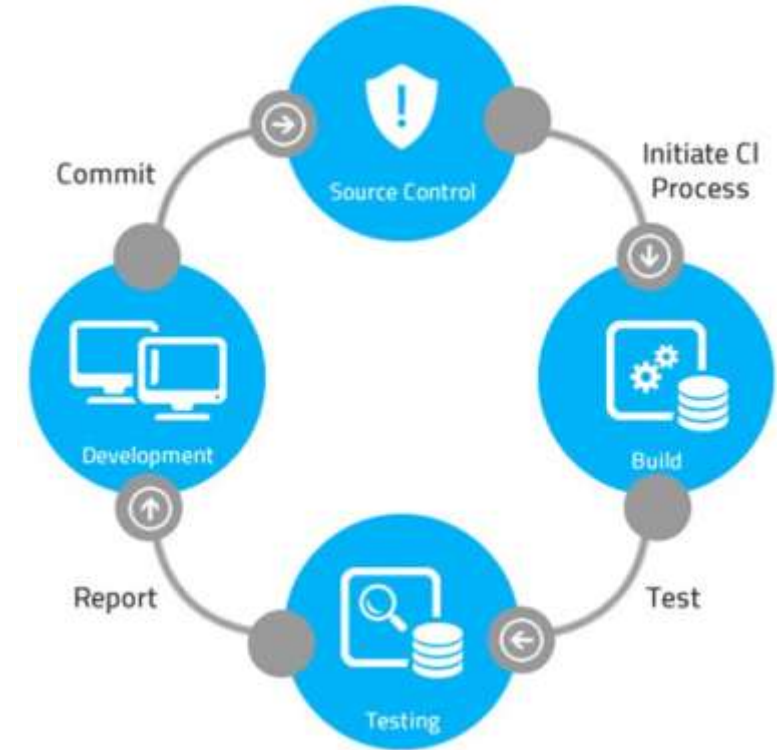 Source Control
Commit
Initiate CI
Process
Development
Build
Report
Test
Testing